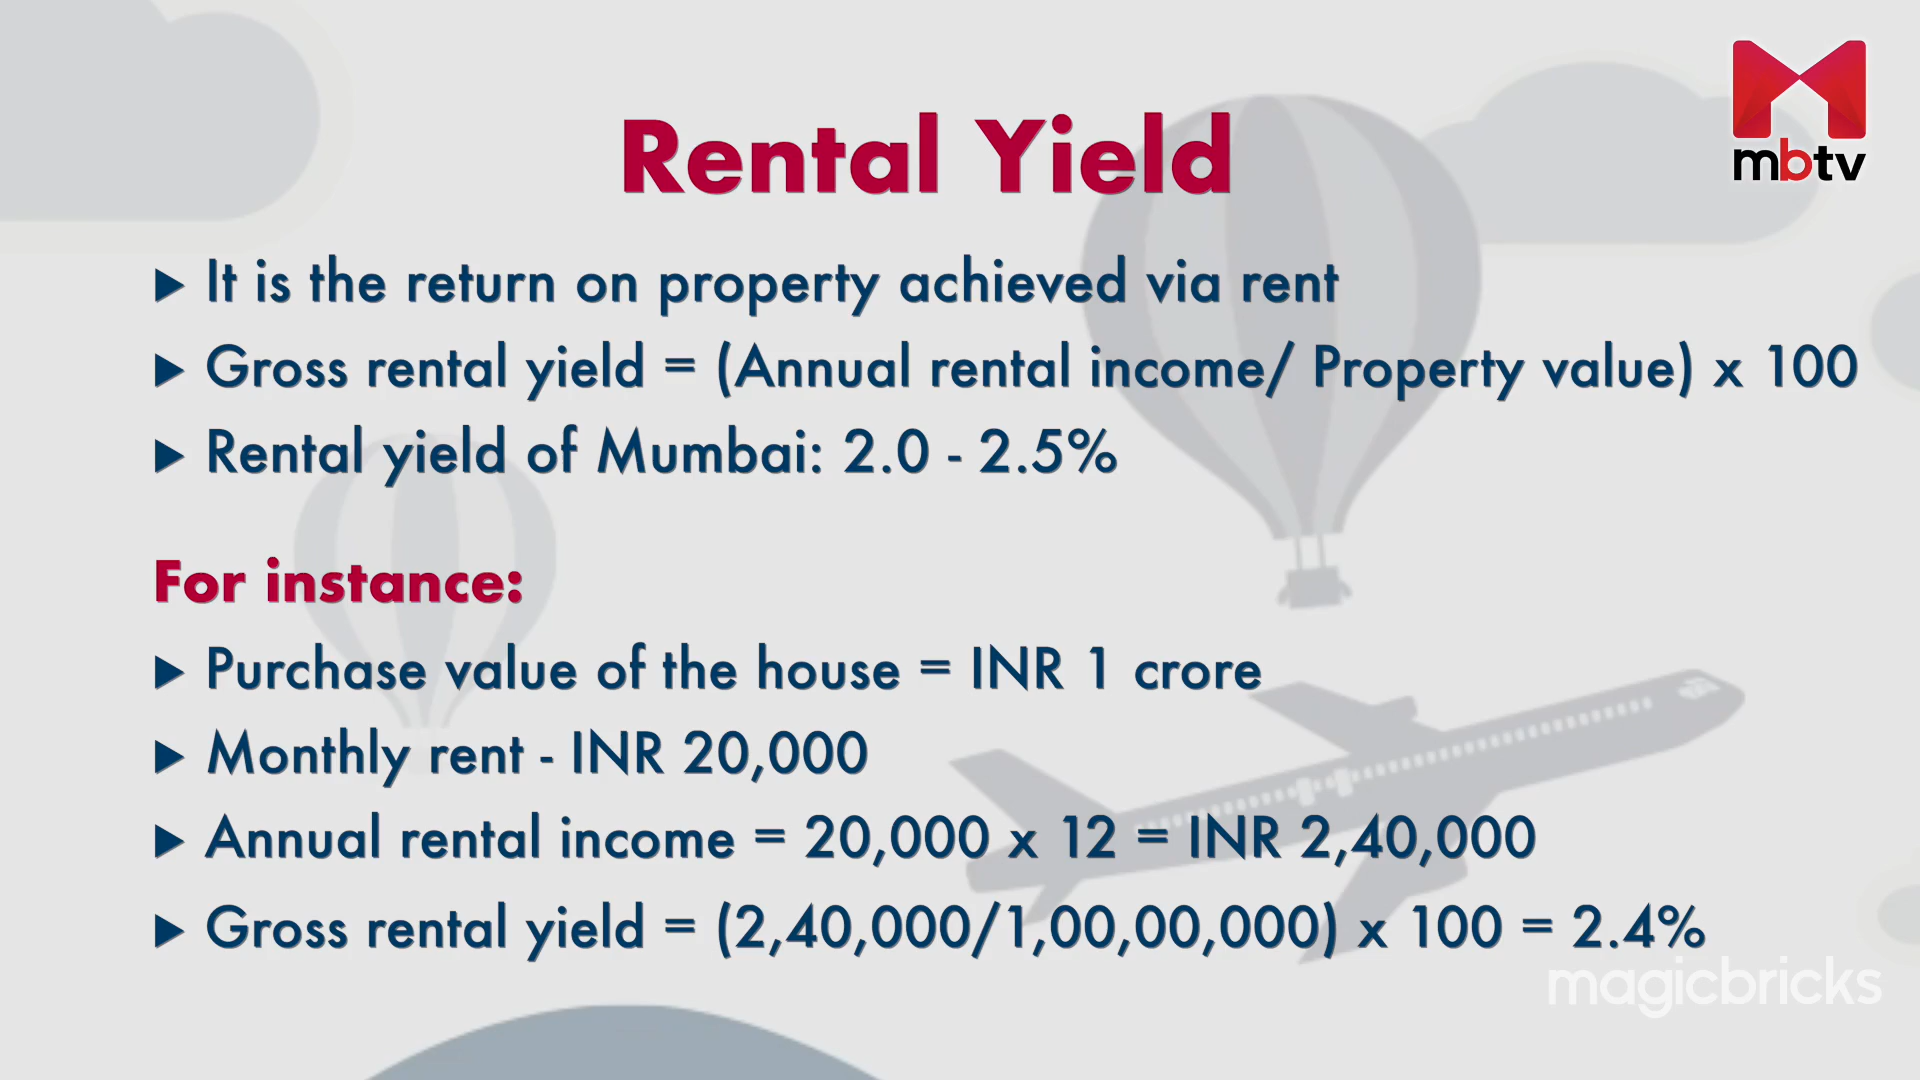 mbtv
Rental Yield
▶ It is the return on property achieved via rent
▶ Gross rental yield = (Annual rental income/ Property value) x 100
▶ Rental yield of Mumbai: 2.0 - 2.5%
For instance:
▶ Purchase value of the house = INR 1 crore
▶ Monthly rent - INR 20,000
▶ Annual rental income = 20,000 x 12 = INR 2,40,000
▶ Gross rental yield = (2,40,000/1,00,00,000) x 100 = 2.4%
magicbricks